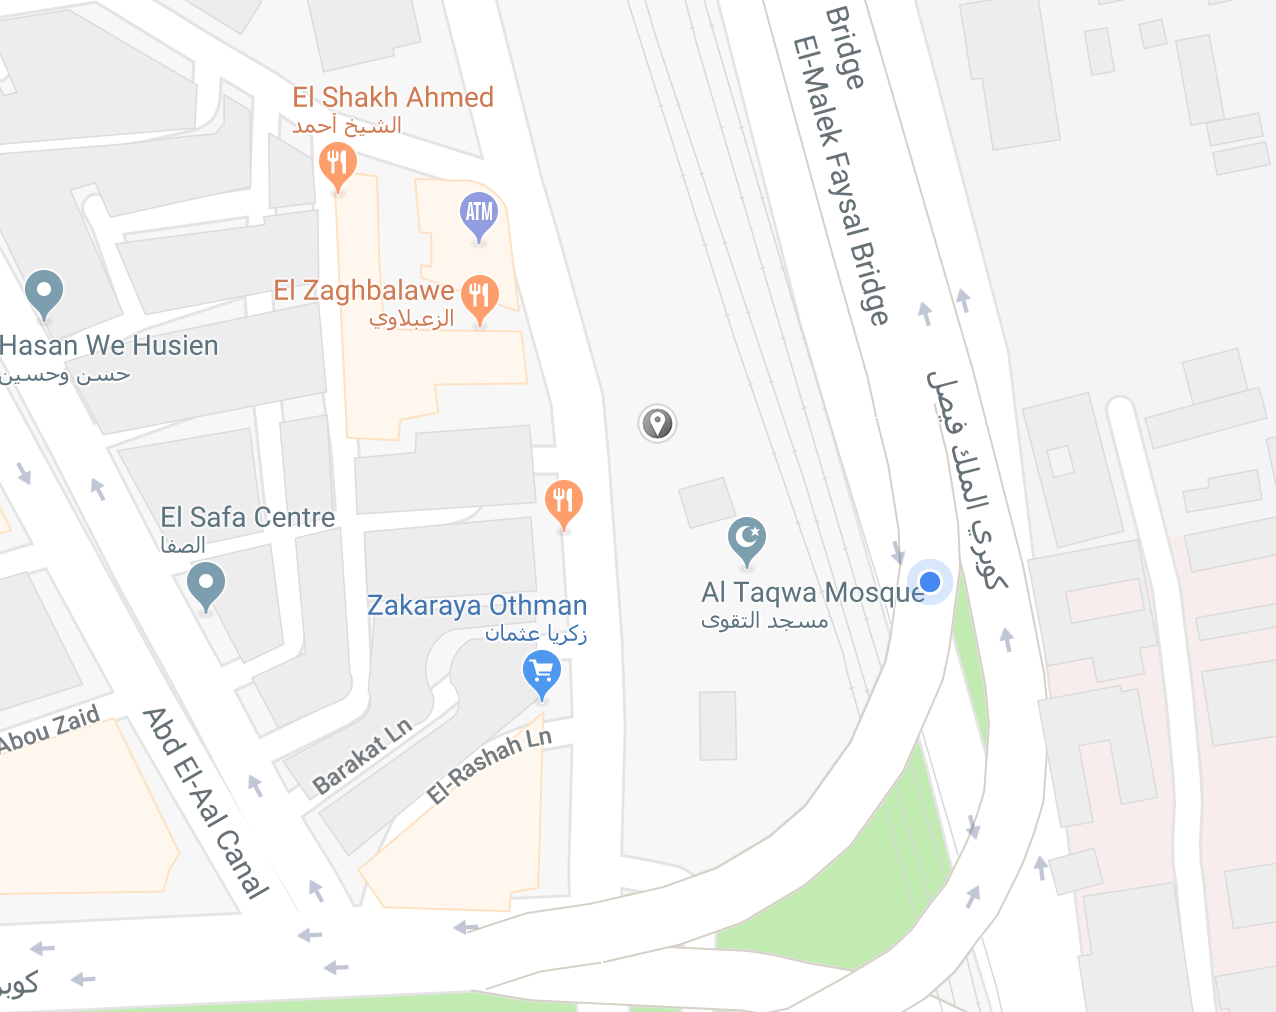 Bridge
El-Malek Faysal Bridge
El Shakh Ahmed
الشيخ أحمد
ATM
El Zaghbalawe
الزعبلاوي
Hasan We Husien
حسن وحسين
كوبري الملك فيصل
El Safa Centre
الصفا
Al Taqwa Mosque
مسجد التقوى
Zakaraya Othman
زكريا عثمان
Abou Zaid
Abd El-Aal Canal
Barakat Ln
El-Rashah Ln